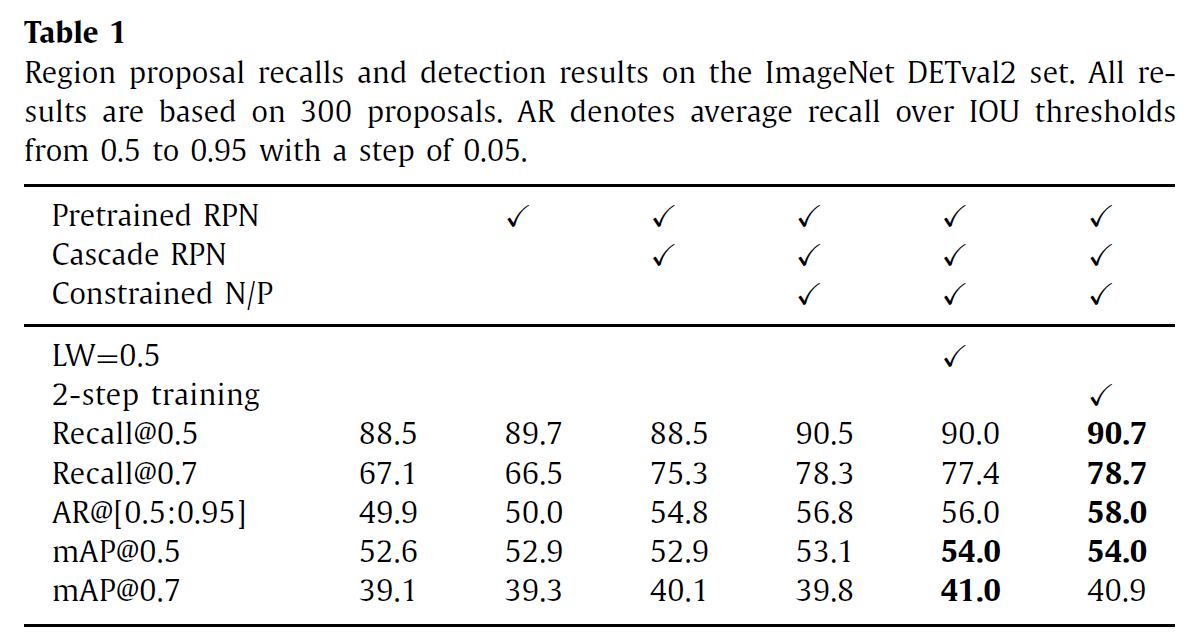 Table 1
Region proposal recalls and detection results on the ImageNet DETval2 set. All re-
sults are based on 300 proposals. AR denotes average recall over IOU thresholds
from 0.5 to 0.95 with a step of 0.05.
Pretrained RPN ✓ ✓ ✓ ✓ ✓
Cascade RPN ✓ ✓ ✓ ✓
Constrained N/P ✓ ✓ ✓
LW=0.5 ✓
2-step training ✓
Recall@0.5 88.5 89.7 88.5 90.5 90.0 90.7
Recall@0.7 67.1 66.5 75.3 78.3 77.4 78.7
AR@[0.5:0.95] 49.9 50.0 54.8 56.8 56.0 58.0
mAP@0.5 52.6 52.9 52.9 53.1 54.0 54.0
mAP@0.7 39.1 39.3 40.1 39.8 41.0 40.9